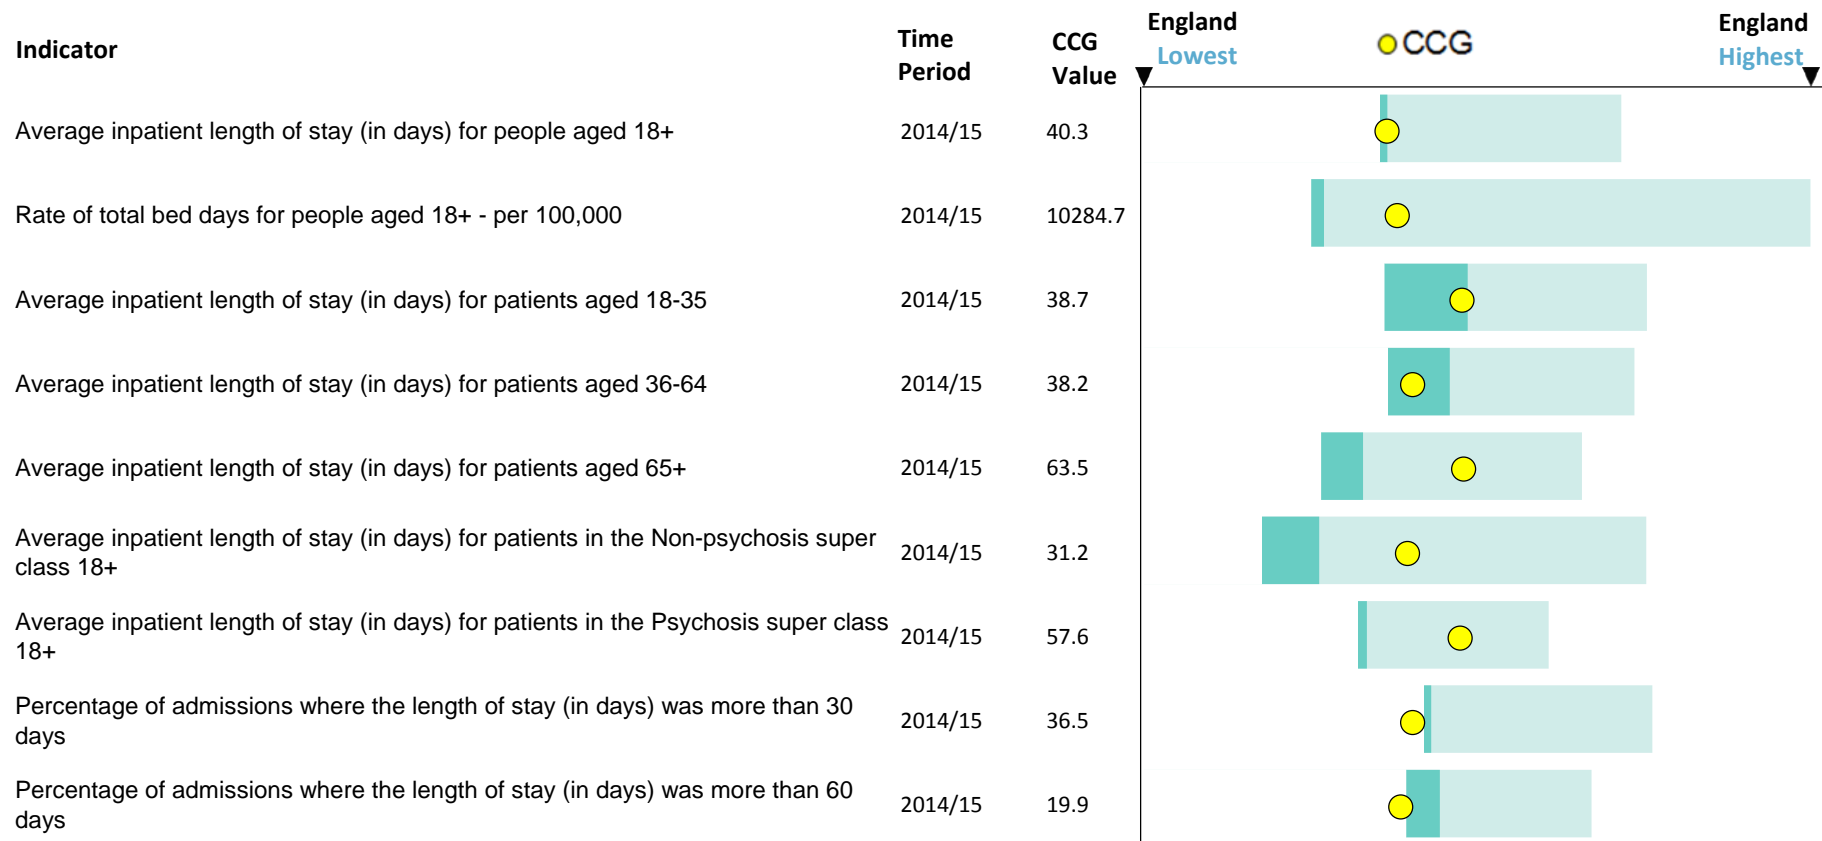 Indicator
Time
Period
CCG
Value
England
Lowest
CCG
England
Highest
Average inpatient length of stay (in days) for people aged 18+ 2014/15 40.3
Rate of total bed days for people aged 18+ - per 100,000 2014/15 10284.7
Average inpatient length of stay (in days) for patients aged 18-35 2014/15 38.7
Average inpatient length of stay (in days) for patients aged 36-64 2014/15 38.2
Average inpatient length of stay (in days) for patients aged 65+ 2014/15 63.5
Average inpatient length of stay (in days) for patients in the Non-psychosis super
class 18+
2014/15 31.2
Average inpatient length of stay (in days) for patients in the Psychosis super class
18+
2014/15 57.6
Percentage of admissions where the length of stay (in days) was more than 30
days
2014/15 36.5
Percentage of admissions where the length of stay (in days) was more than 60
days
2014/15 19.9